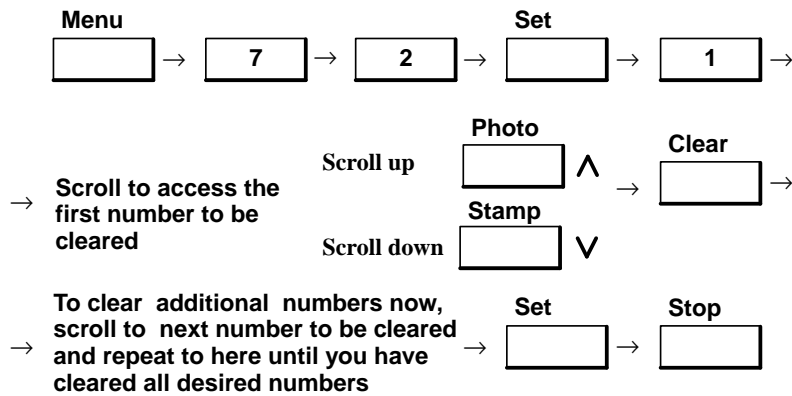 Menu Set
→ 7 → 2 → → 1 →
Photo
Scroll up ∧ Clear
→ Scroll to access the → →
first number to be
cleared
Stamp
Scroll down ∨
To clear additional numbers now, Set Stop
scroll to next number to be cleared
→ and repeat to here until you have → →
cleared all desired numbers